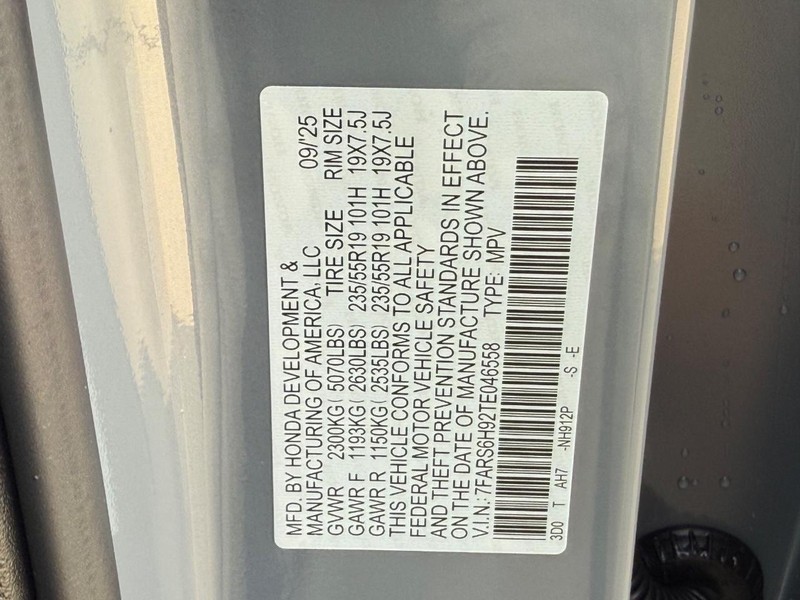 MFD. BY HONDA DEVELOPMENT &
MANUFACTURING OF AMERICA, LLC 09/'25
GVWR 2300KG ( 5070LBS) TIRE SIZE RIM SIZE
GAWR F 1193KG ( 2630LBS) 235/55R19 101H 19X7.5J
GAWR R 1150KG ( 2535LBS) 235/55R19 101H 19X7.5J
THIS VEHICLE CONFORMS TO ALL APPLICABLE
FEDERAL MOTOR VEHICLE SAFETY
AND THEFT PREVENTION STANDARDS IN EFFECT
ON THE DATE OF MANUFACTURE SHOWN ABOVE.
V.I.N.: 7FARS6H92TE046558 TYPE: MPV
3D0 T AH7 -NH912P -S -E